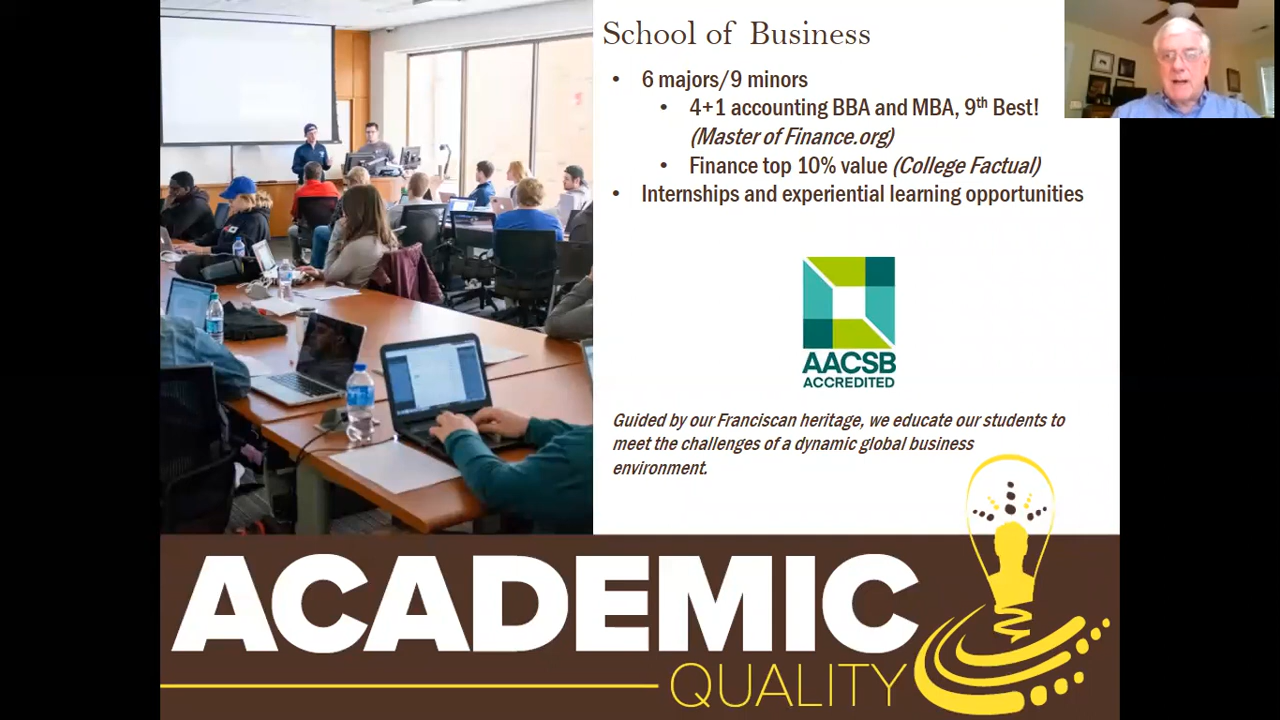 School of Business
• 6 majors/9 minors
• 4+1 accounting BBA and MBA, 9th Best!
(Master of Finance.org)
• Finance top 10% value (College Factual)
• Internships and experiential learning opportunities
AACSB
ACCREDITED
Guided by our Franciscan heritage, we educate our students to
meet the challenges of a dynamic global business
environment.
ACADEMIC
QUALITY